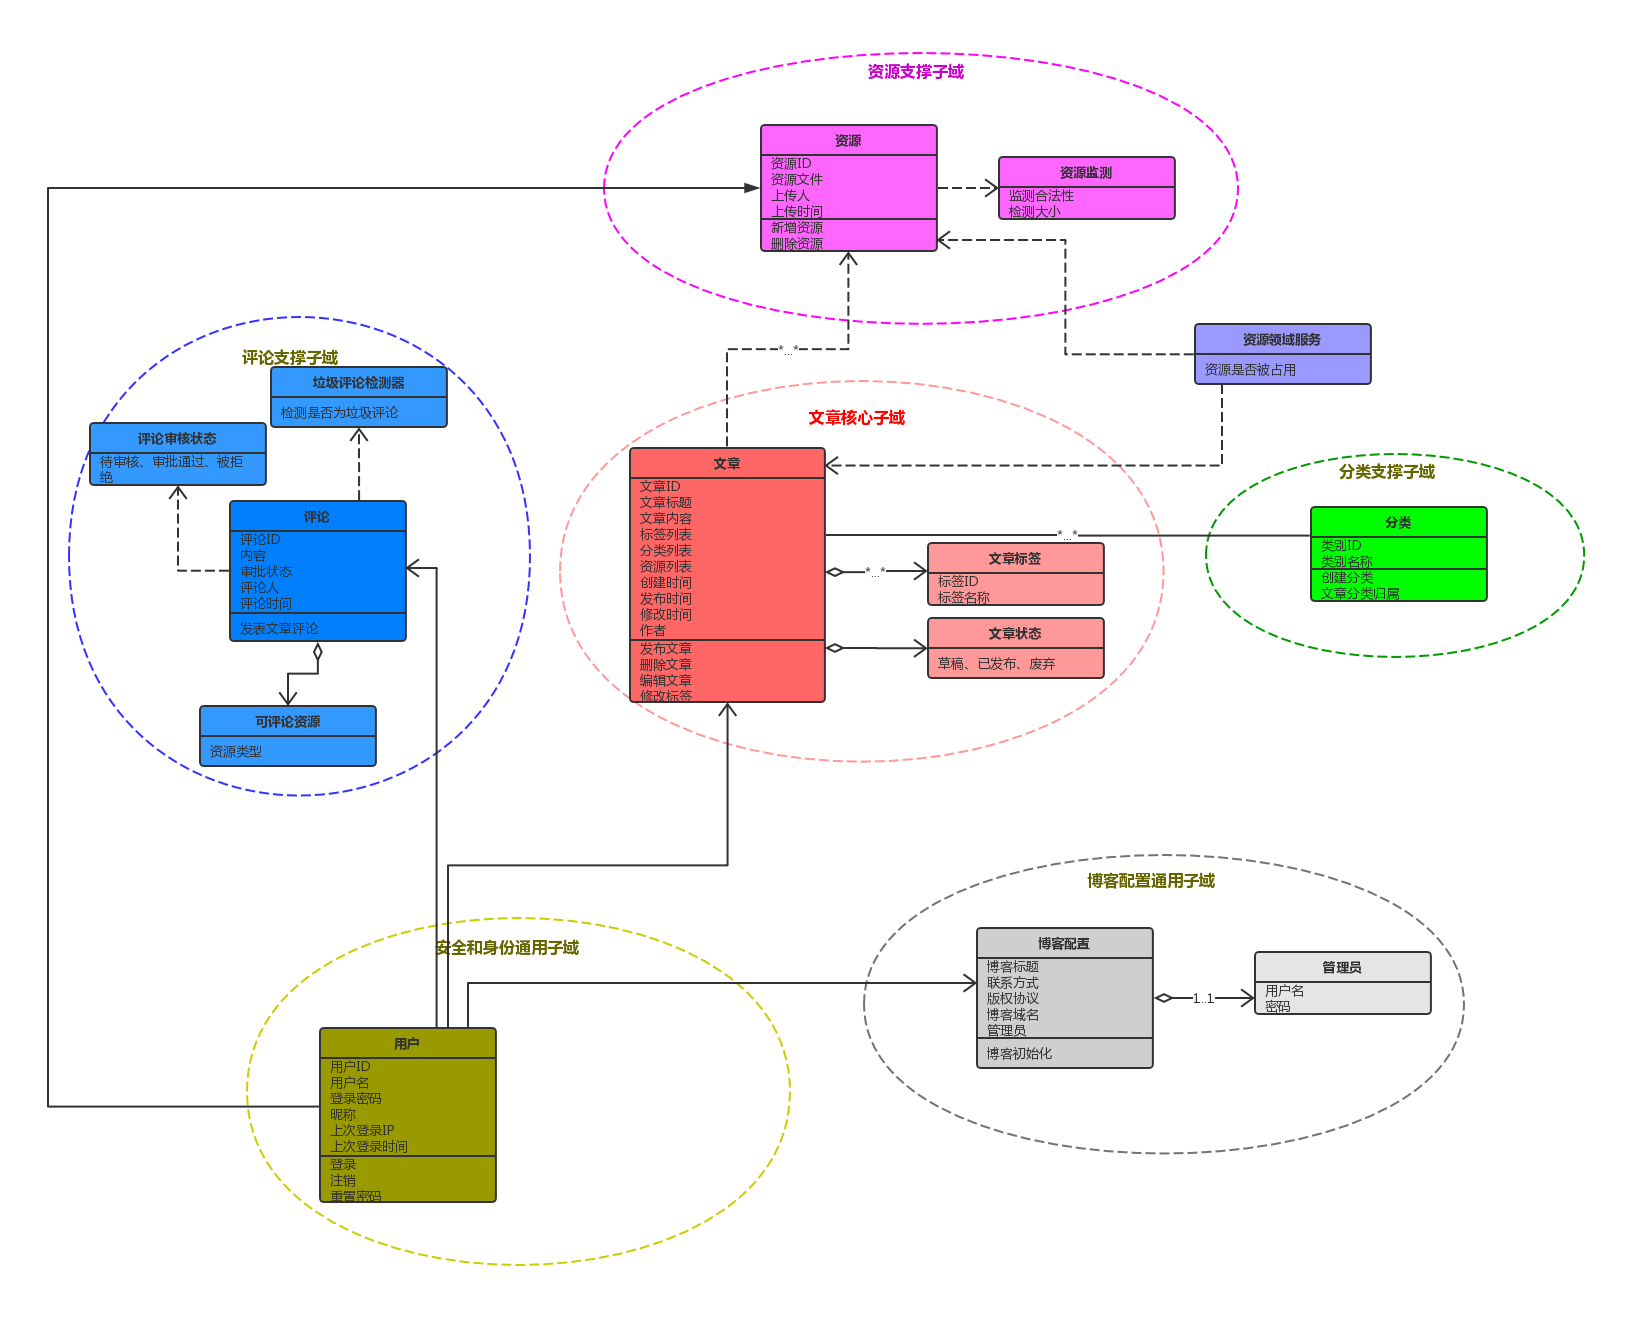 资源支撑子域
资源
资源ID
资源文件
上传人
上传时间
新增资源
删除资源
资源监测
监测合法性
检测大小
*...*
资源领域服务
资源是否被占用
评论支撑子域
垃圾评论检测器
检测是否为垃圾评论
评论审核状态
待审核、审批通过、被拒
绝
评论
评论ID
内容
审批状态
评论人
评论时间
发表文章评论
可评论资源
资源类型
文章核心子域
文章
文章ID
文章标题
文章内容
标签列表
分类列表
资源列表
创建时间
发布时间
修改时间
作者
发布文章
删除文章
编辑文章
修改标签
*...*
*...*
文章标签
标签ID
标签名称
文章状态
草稿、已发布、废弃
分类支撑子域
分类
类别ID
类别名称
创建分类
文章分类归属
安全和身份通用子域
用户
用户ID
用户名
登录密码
昵称
上次登录IP
上次登录时间
登录
注销
重置密码
博客配置通用子域
博客配置
博客标题
联系方式
版权协议
博客域名
管理员
博客初始化
1..1
管理员
用户名
密码